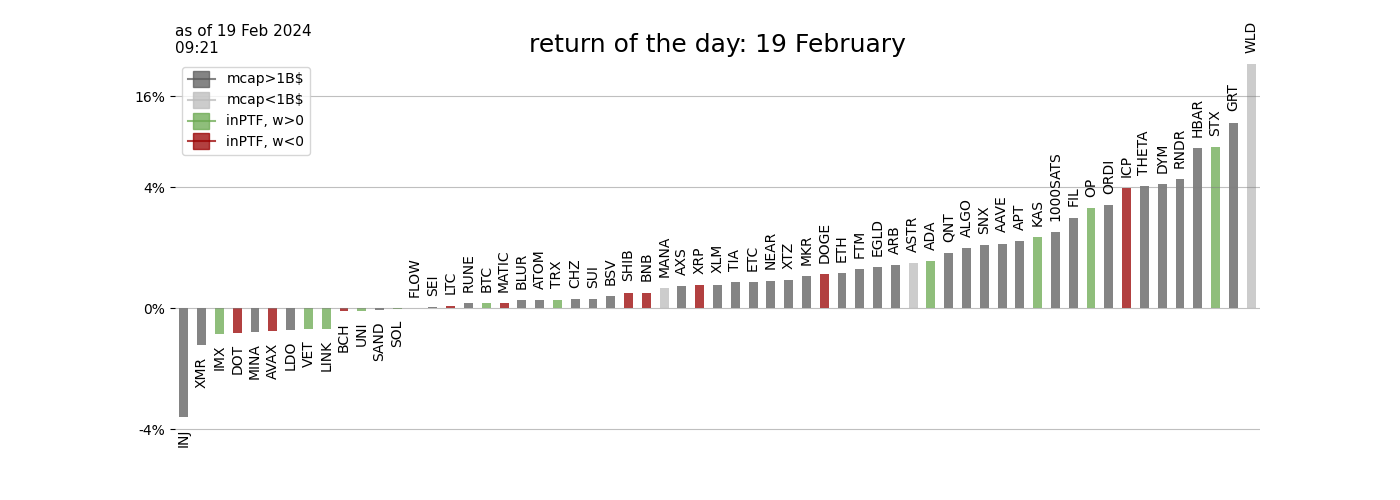 as of 19 Feb 2024
09:21
return of the day: 19 February
mcap>1B$
mcap<1B$
inPTF, w>0
inPTF, w<0
16%
4%
0%
-4%
INJ
XMR
IMX
DOT
MINA
AVAX
LDO
VET
LINK
BCH
UNI
SAND
SOL
FLOW
SEI
LTC
RUNE
BTC
MATIC
BLUR
ATOM
TRX
CHZ
SUI
BSV
SHIB
BNB
MANA
AXS
XRP
XLM
TIA
ETC
NEAR
XTZ
MKR
DOGE
ETH
FTM
EGLD
ARB
ASTR
ADA
QNT
ALGO
SNX
AAVE
APT
KAS
1000SATS
FIL
OP
ORDI
ICP
THETA
DYM
RNDR
HBAR
STX
GRT
WLD